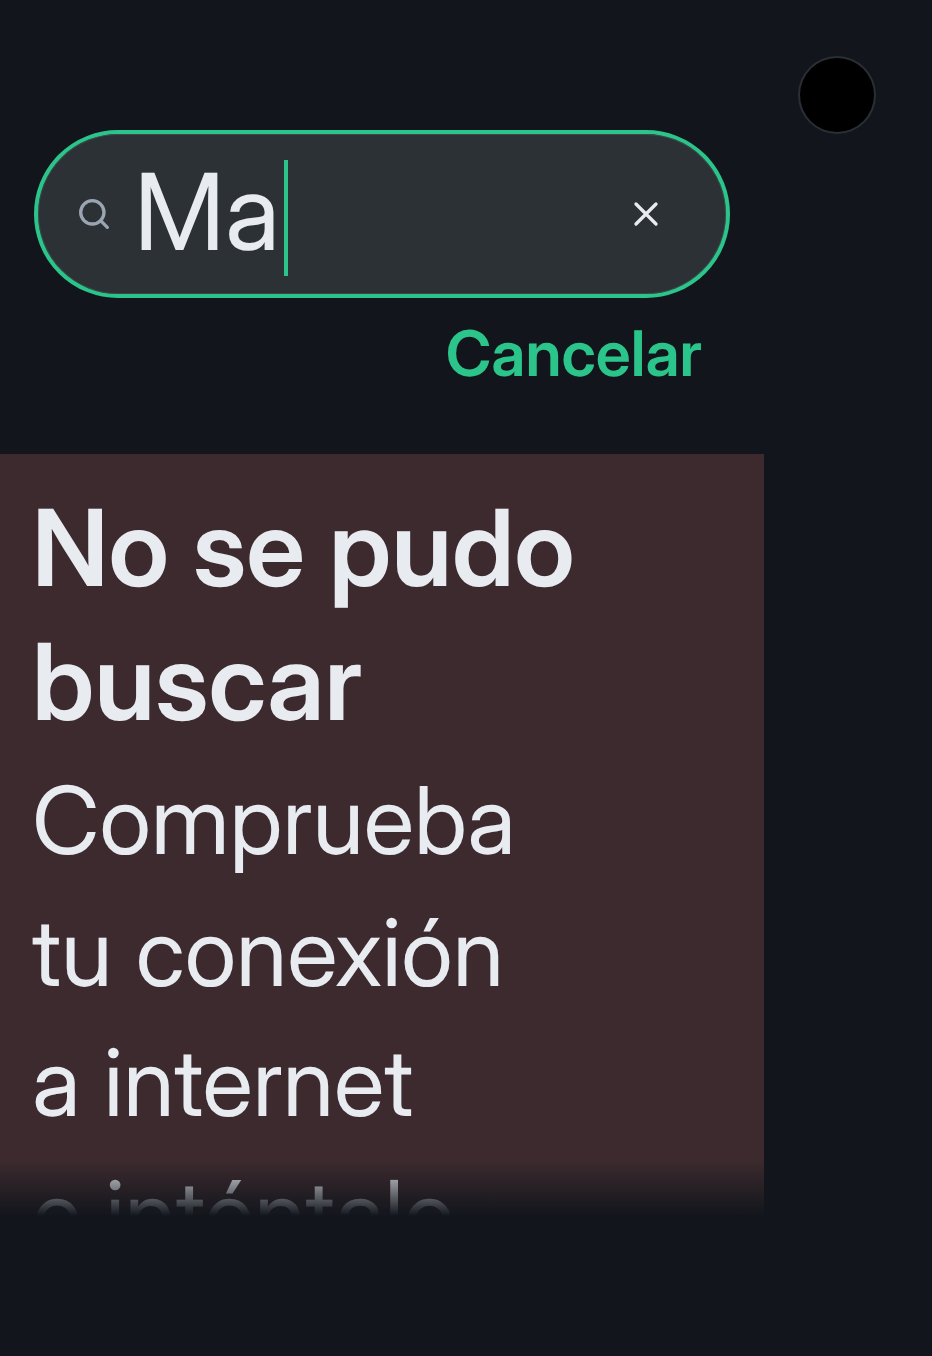 Ma
Cancelar
No se pudo
buscar
Comprueba
tu conexión
a internet